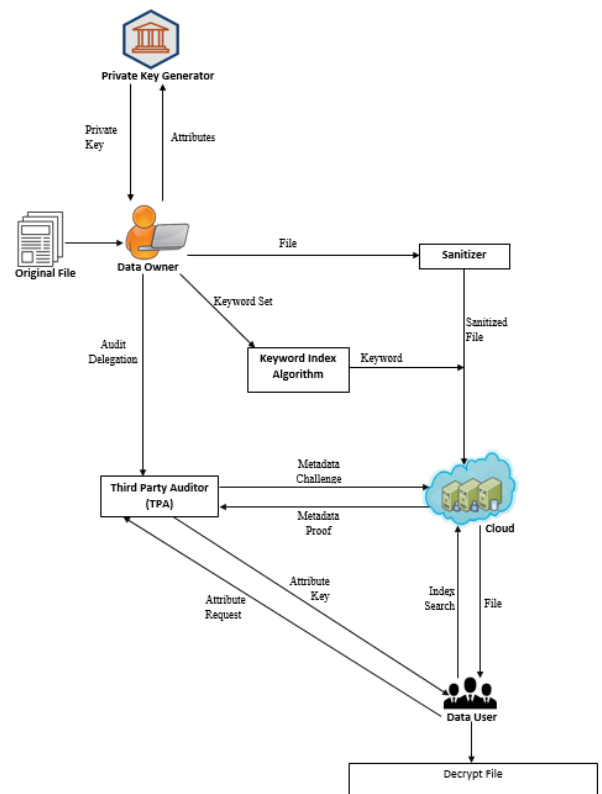 Private Key Generator
Private
Key
Attributes
Original File
Data Owner
File
Sanitizer
Keyword Set
Sanitized
File
Audit
Delegation
Keyword Index
Algorithm
Keyword
Third Party Auditor
(TPA)
Metadata
Challenge
Metadata
Proof
Cloud
Attribute
Key
Attribute
Request
Index
Search
File
Data User
Decrypt File